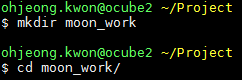 ohjeong.kwon@ocube2 ~/Project
$ mkdir moon_work
ohjeong.kwon@ocube2 ~/Project
$ cd moon_work/